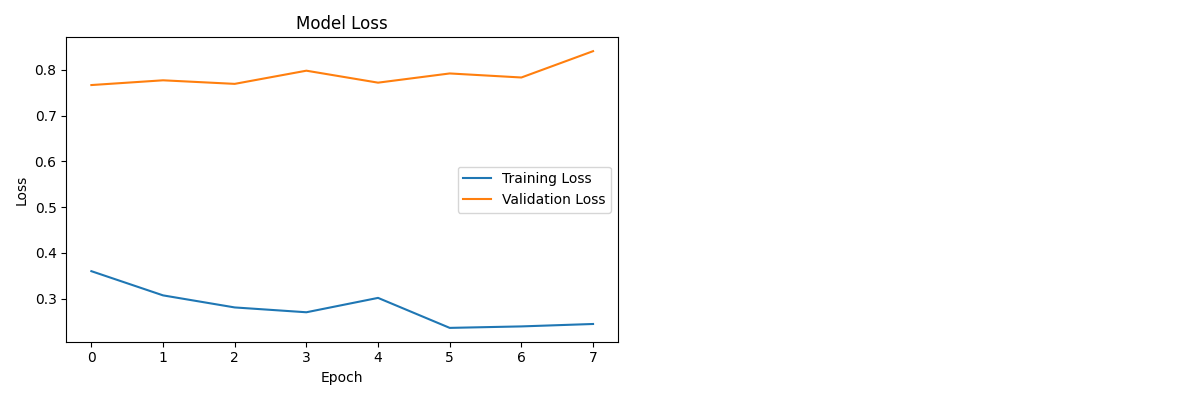 Model Loss
0.8
0.7
0.6
0.5
0.4
0.3
Loss
Training Loss
Validation Loss
0 1 2 3 4 5 6 7
Epoch